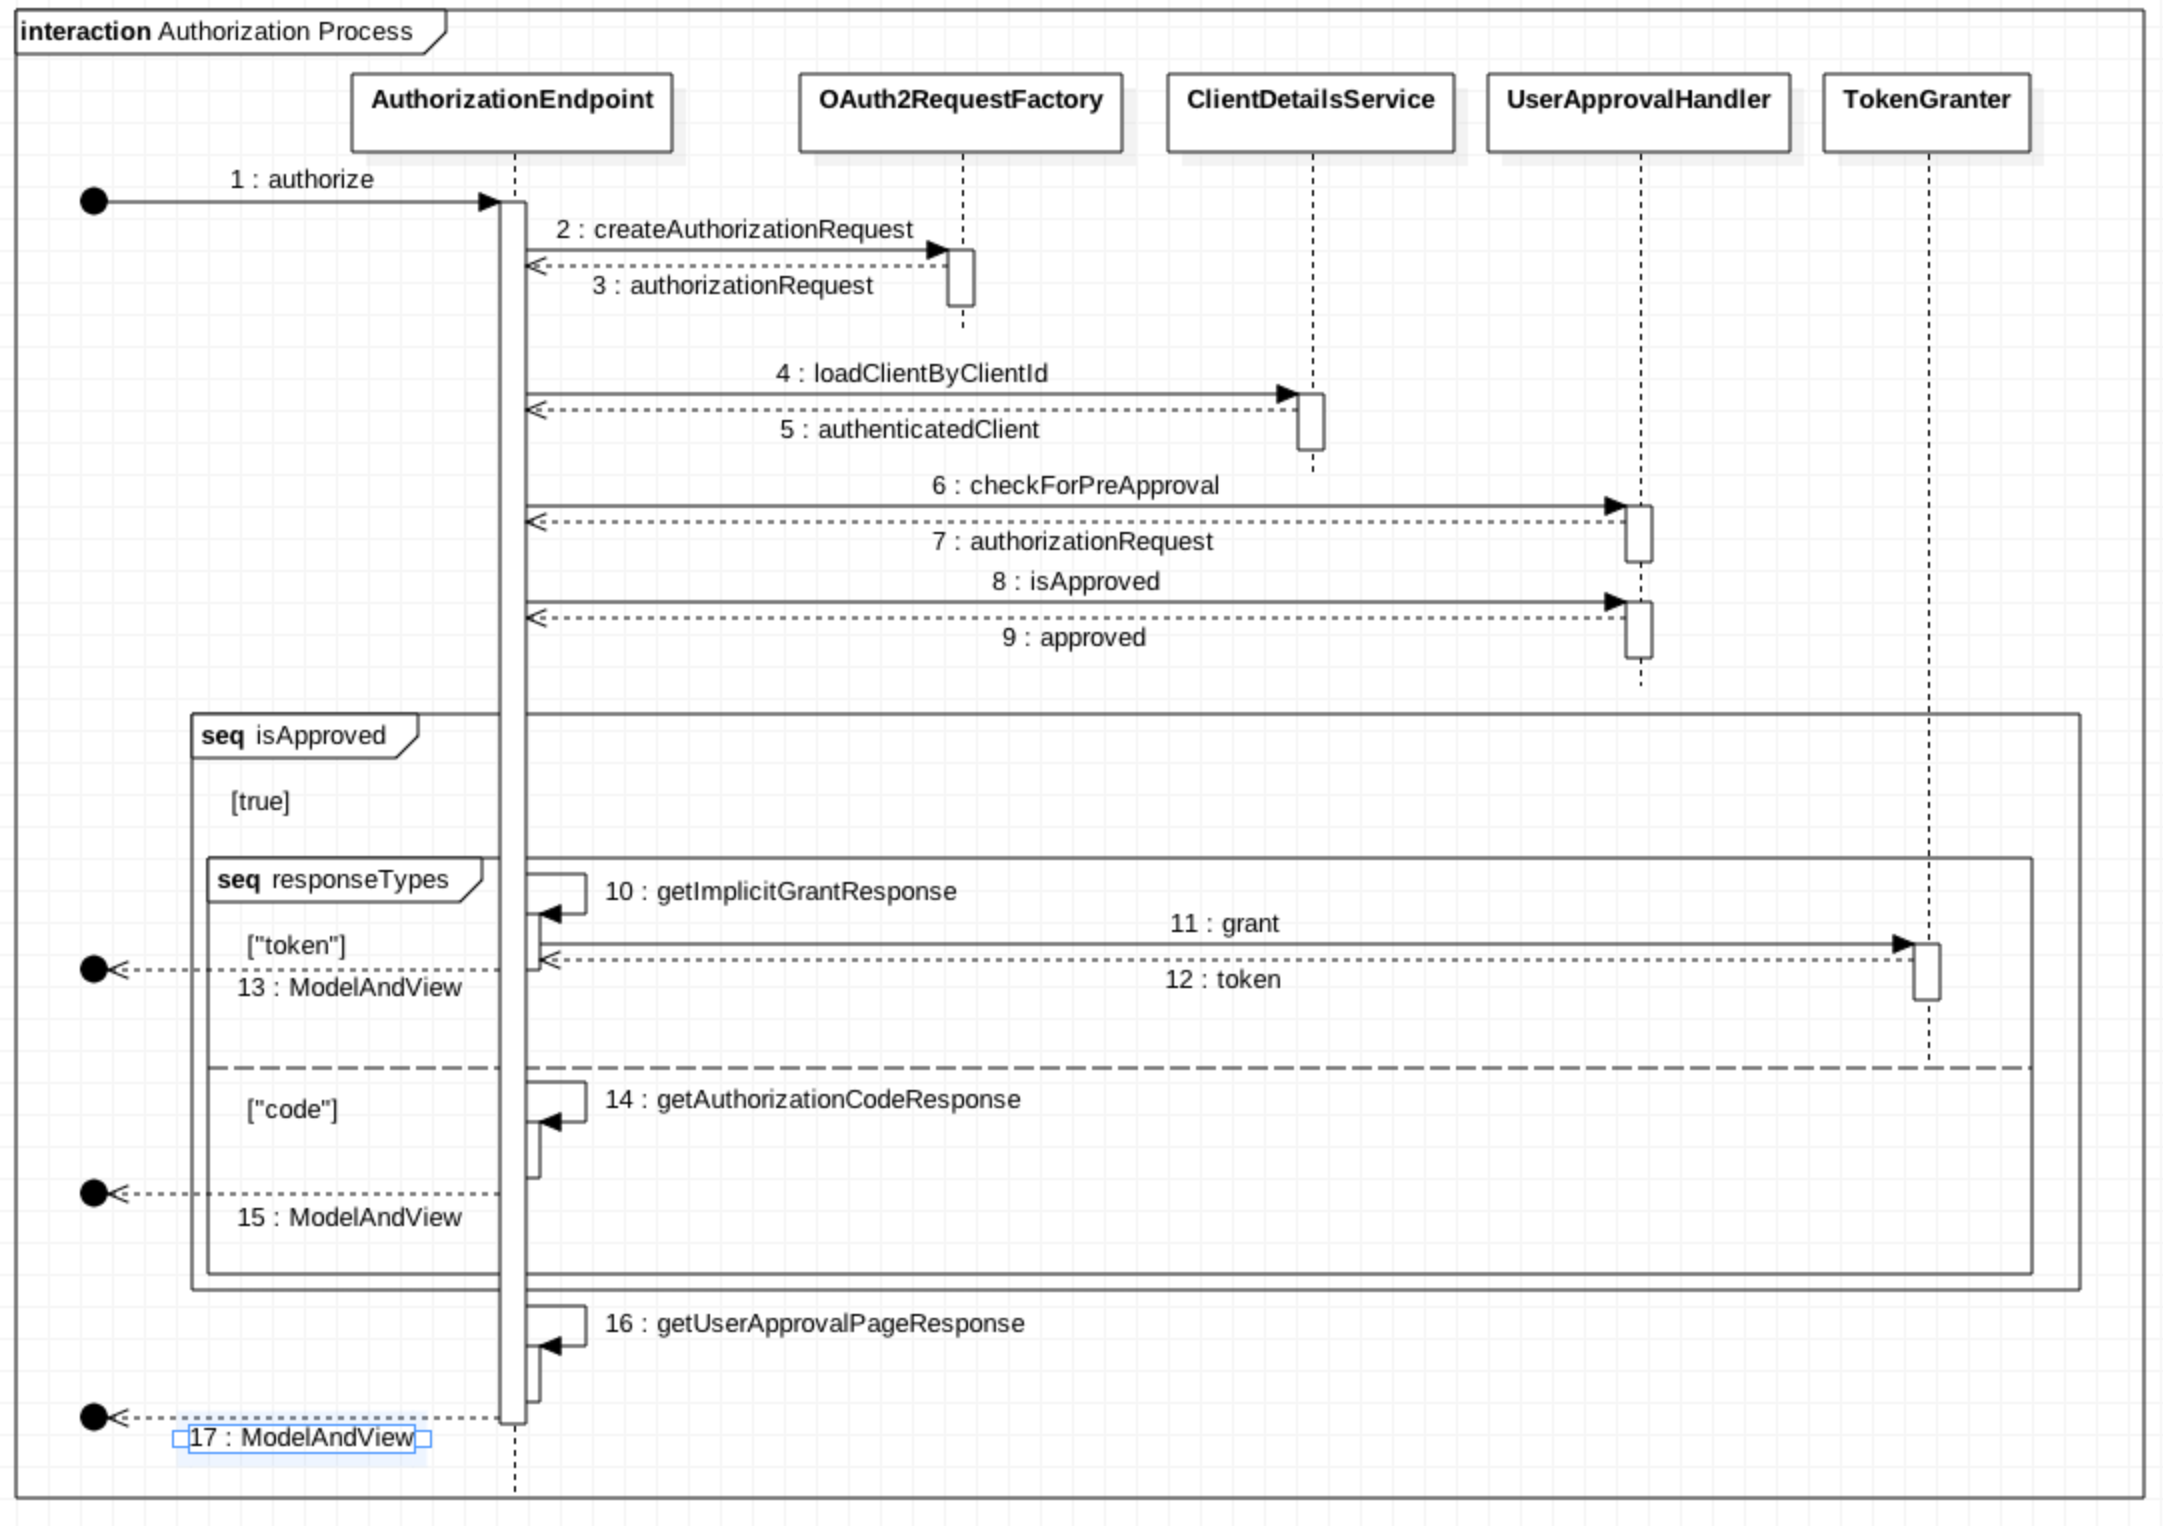 interaction Authorization Process
AuthorizationEndpoint
OAuth2RequestFactory
ClientDetailsService
UserApprovalHandler
TokenGranter
1 : authorize
2 : createAuthorizationRequest
3 : authorizationRequest
4 : loadClientByClientId
5 : authenticatedClient
6 : checkForPreApproval
7 : authorizationRequest
8 : isApproved
9 : approved
seq isApproved
[true]
seq responseTypes
10 : getImplicitGrantResponse
11 : grant
["token"]
12 : token
13 : ModelAndView
14 : getAuthorizationCodeResponse
["code"]
15 : ModelAndView
16 : getUserApprovalPageResponse
17 : ModelAndView